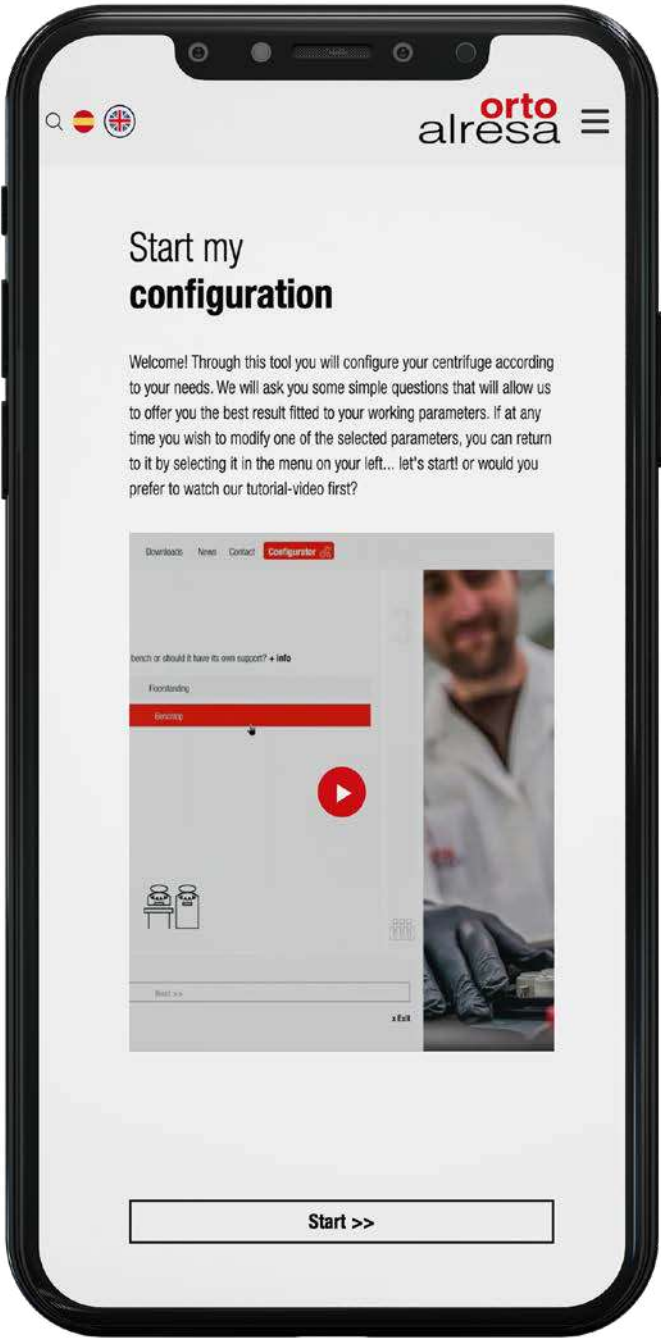 orto
alresa
Start my
configuration
Welcome! Through this tool you will configure your centrifuge according
to your needs. We will ask you some simple questions that will allow us
to offer you the best result fitted to your working parameters. If at any
time you wish to modify one of the selected parameters, you can return
to it by selecting it in the menu on your left... let's start! or would you
prefer to watch our tutorial-video first?
Downloads News Contact Configurator
bench or should it have its own support? + info
Floorstanding
Benchtop
Next >>
x Exit
Start >>